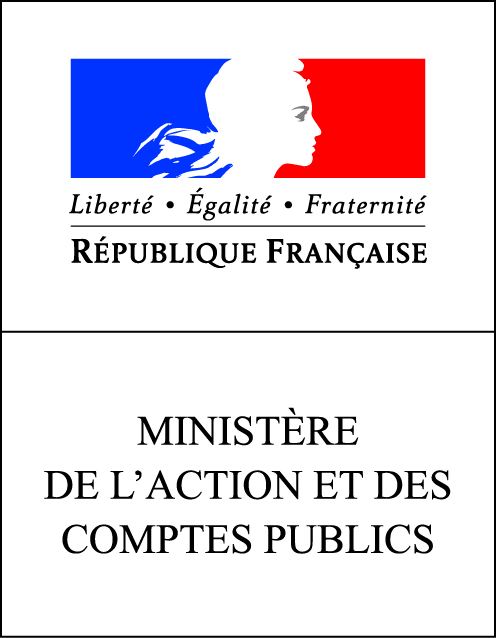 Liberté • Égalité • Fraternité
RÉPUBLIQUE FRANÇAISE
MINISTÈRE
DE L’ACTION ET DES
COMPTES PUBLICS